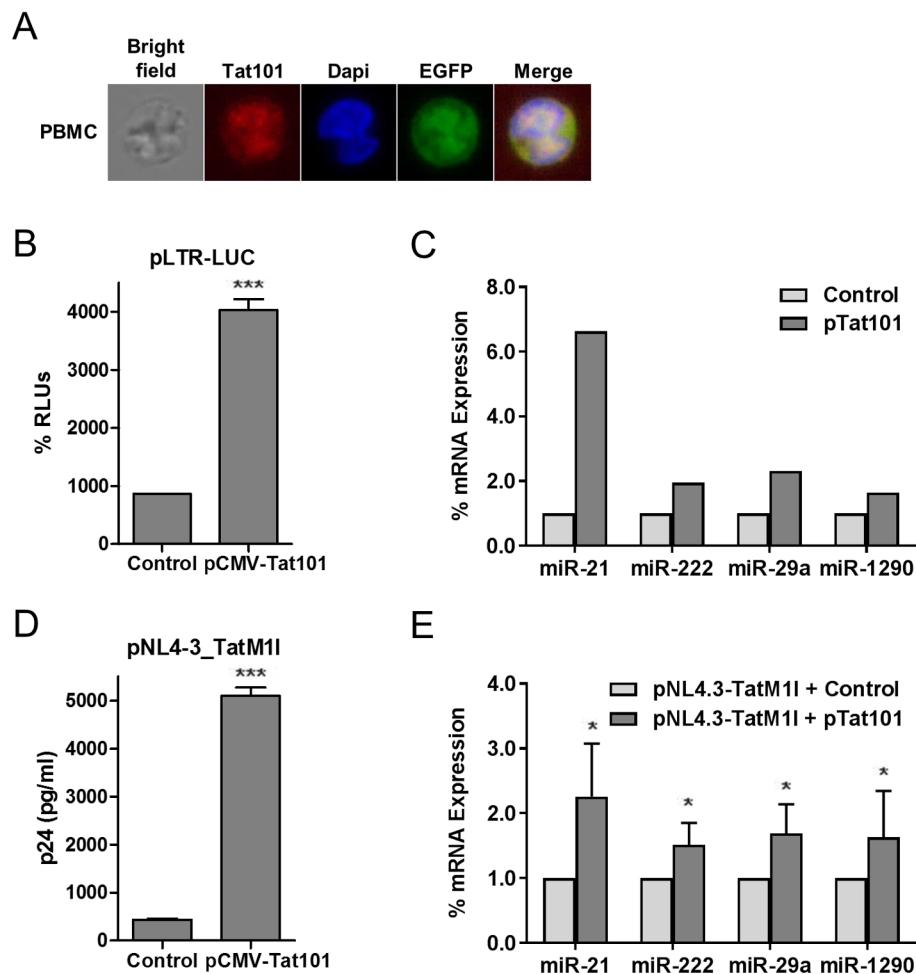 A
Bright
field
Tat101
Dapi
EGFP
Merge
PBMC
B
pLTR-LUC
***
4000
3000
2000
1000
0
% RLUs
Control
pCMV-Tat101
C
8.0
6.0
4.0
2.0
0.0
% mRNA Expression
Control
pTat101
miR-21
miR-222
miR-29a
miR-1290
D
pNL4-3_TatM1I
***
5000
4000
3000
2000
1000
0
p24 (pg/ml)
Control
pCMV-Tat101
E
4.0
3.0
2.0
1.0
0.0
% mRNA Expression
pNL4.3-TatM1I + Control
pNL4.3-TatM1I + pTat101
*
*
*
*
miR-21
miR-222
miR-29a
miR-1290